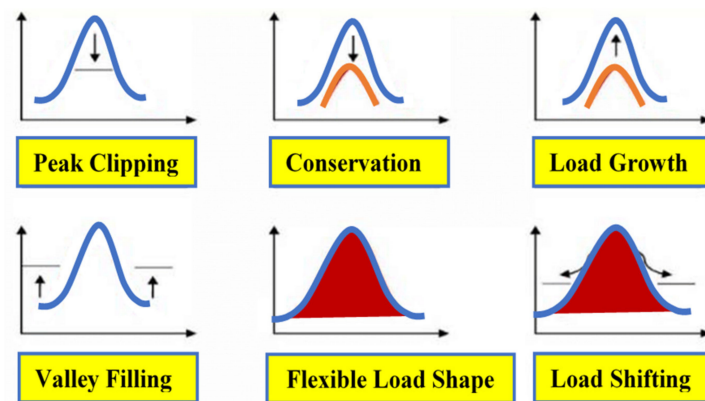 Peak Clipping
Conservation
Load Growth
Valley Filling
Flexible Load Shape
Load Shifting